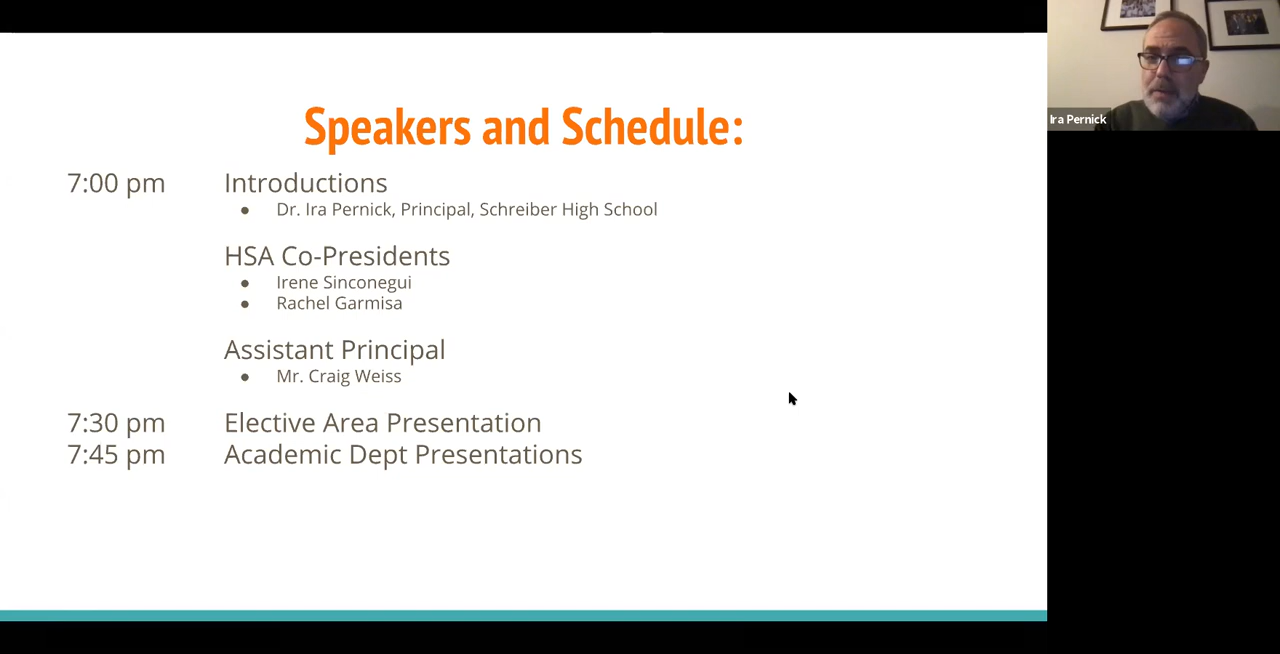 Speakers and Schedule:
7:00 pm Introductions
● Dr. Ira Pernick, Principal, Schreiber High School
HSA Co-Presidents
● Irene Sinconegui
● Rachel Garmisa
Assistant Principal
● Mr. Craig Weiss
7:30 pm Elective Area Presentation
7:45 pm Academic Dept Presentations
Ira Pernick